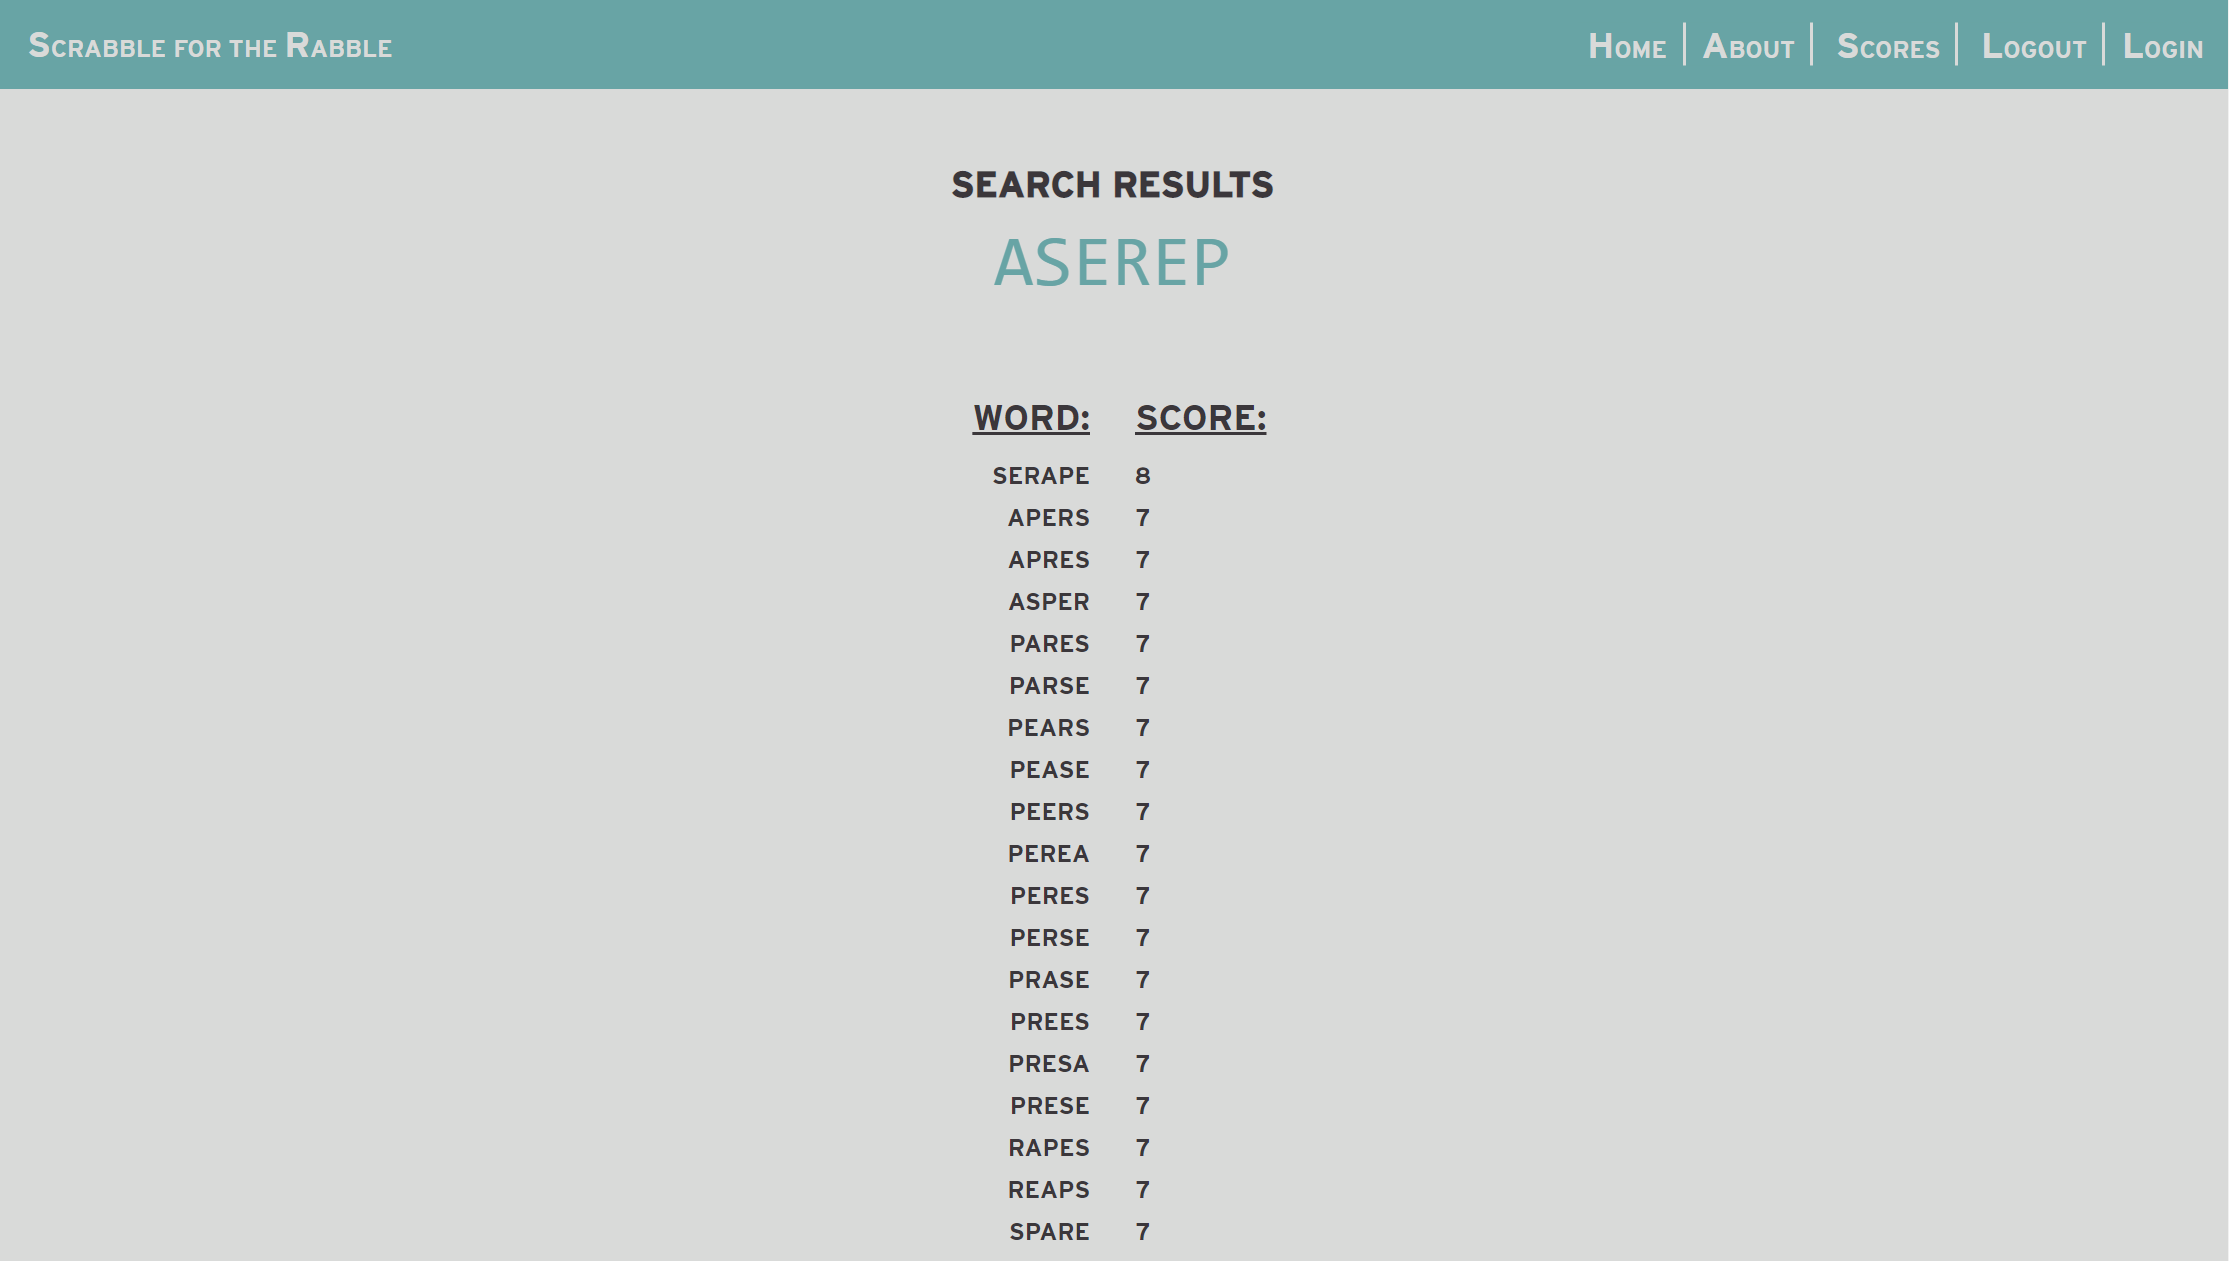 Scrabble for the Rabble
Home About Scores Logout Login
SEARCH RESULTS
ASEREP
WORD: SCORE:
SERAPE 8
APERS 7
APRES 7
ASPER 7
PARES 7
PARSE 7
PEARS 7
PEASE 7
PEERS 7
PEREA 7
PERES 7
PERSE 7
PRASE 7
PREES 7
PRESA 7
PRESE 7
RAPES 7
REAPS 7
SPARE 7